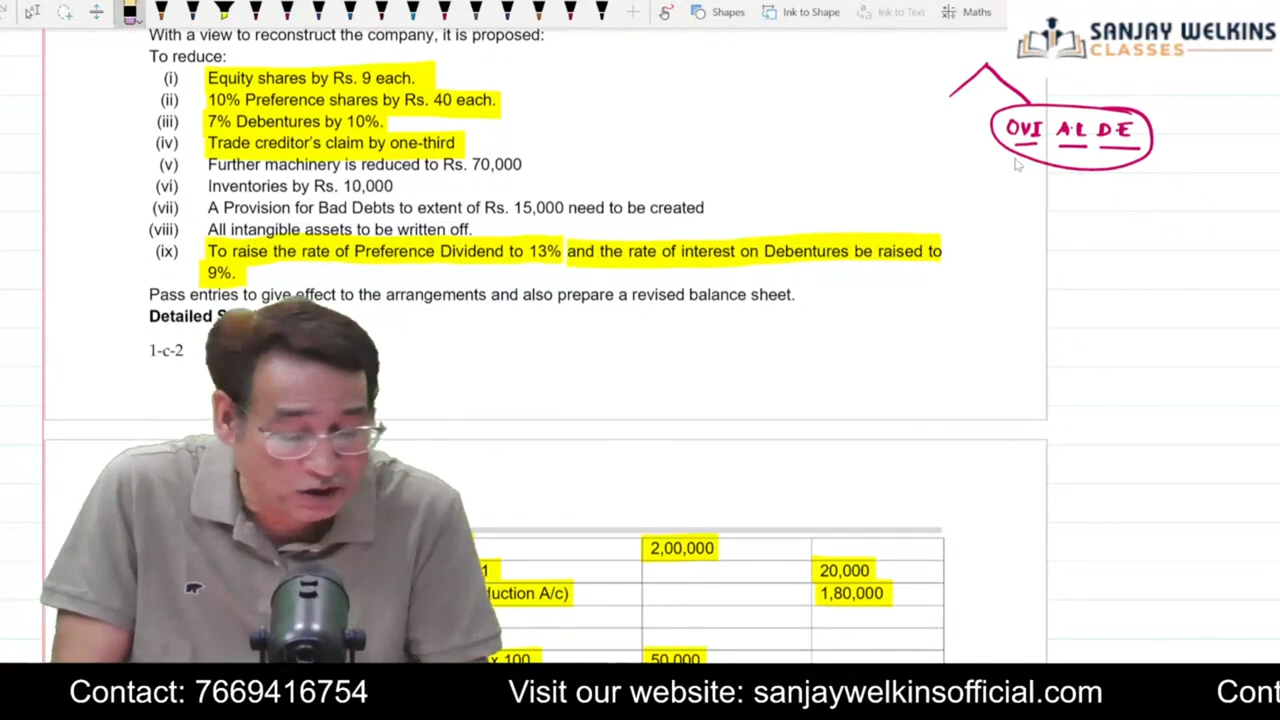 Shapes
Ink to Shape
Ink to Text
Maths
SANJAY WELKINS
CLASSES
With a view to reconstruct the company, it is proposed:
To reduce:
(i) Equity shares by Rs. 9 each.
(ii) 10% Preference shares by Rs. 40 each.
(iii) 7% Debentures by 10%.
(iv) Trade creditor's claim by one-third
(v) Further machinery is reduced to Rs. 70,000
(vi) Inventories by Rs. 10,000
(vii) A Provision for Bad Debts to extent of Rs. 15,000 need to be created
(viii) All intangible assets to be written off.
(ix) To raise the rate of Preference Dividend to 13% and the rate of interest on Debentures be raised to
9%.
Pass entries to give effect to the arrangements and also prepare a revised balance sheet.
Detailed
OVI AL DE
1-c-2
2,00,000
1 20,000
uction A/c) 1,80,000
x 100 50,000
Contact: 7669416754 Visit our website: sanjaywelkinsofficial.com Cont